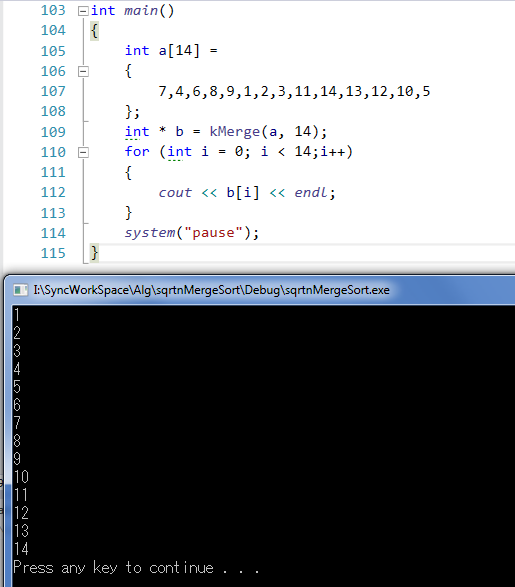 103 int main()
104 {
105 int a[14] =
106 {
107 7,4,6,8,9,1,2,3,11,14,13,12,10,5
108 };
109 int * b = kMerge(a, 14);
110 for (int i = 0; i < 14;i++)
111 {
112 cout << b[i] << endl;
113 }
114 system("pause");
115 }
I:\SyncWorkSpace\Alg\sqrtnMergeSort\Debug\sqrtnMergeSort.exe
1
2
3
4
5
6
7
8
9
10
11
12
13
14
Press any key to continue . . .